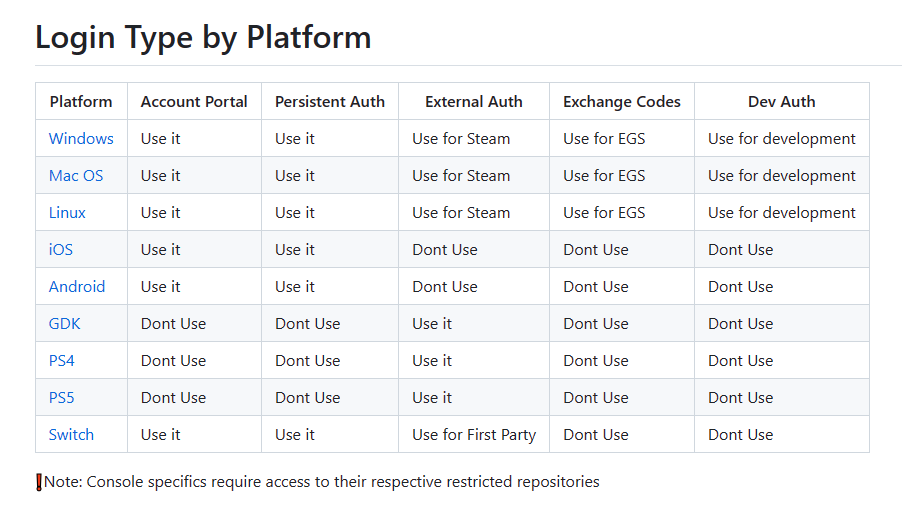 Login Type by Platform
Platform Account Portal Persistent Auth External Auth Exchange Codes Dev Auth
Windows Use it Use it Use for Steam Use for EGS Use for development
Mac OS Use it Use it Use for Steam Use for EGS Use for development
Linux Use it Use it Use for Steam Use for EGS Use for development
iOS Use it Use it Dont Use Dont Use Dont Use
Android Use it Use it Dont Use Dont Use Dont Use
GDK Dont Use Dont Use Use it Dont Use Dont Use
PS4 Dont Use Dont Use Use it Dont Use Dont Use
PS5 Dont Use Dont Use Use it Dont Use Dont Use
Switch Use it Use it Use for First Party Dont Use Dont Use
❗Note: Console specifics require access to their respective restricted repositories